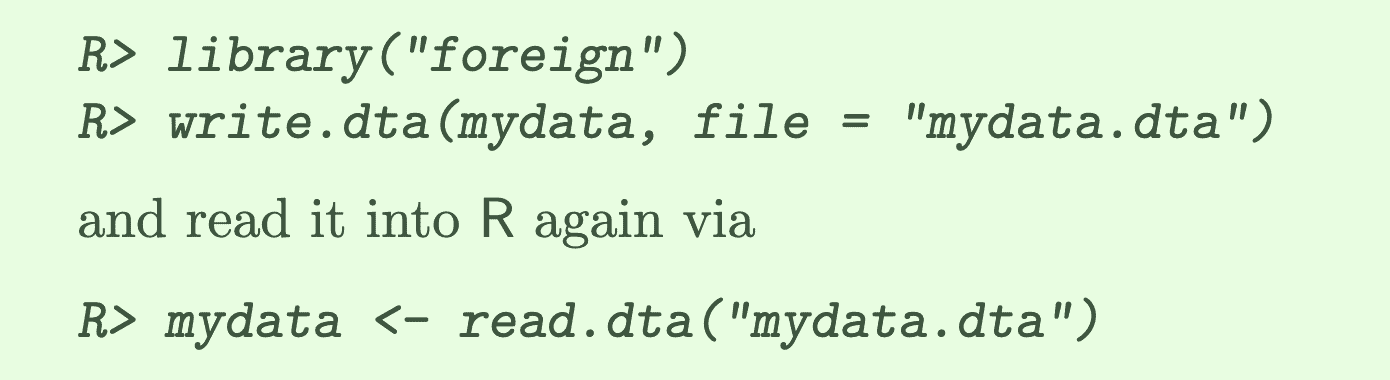 R> library("foreign")
R> write.dta(mydata, file = "mydata.dta")
and read it into R again via
R> mydata <- read.dta("mydata.dta")